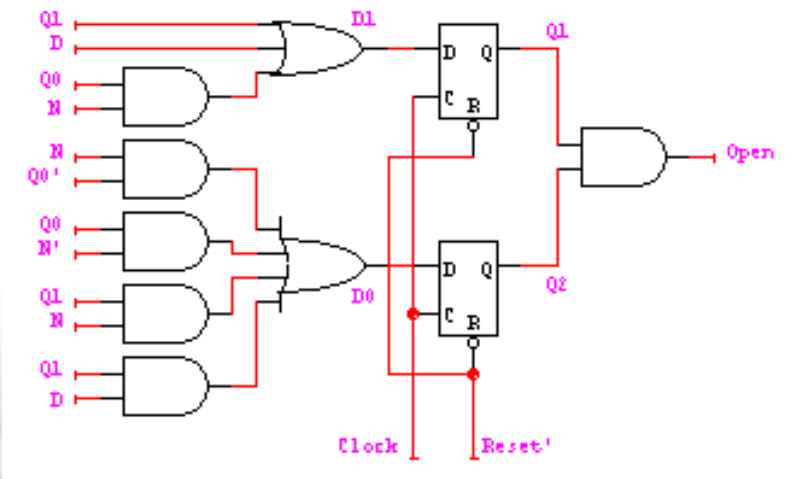 Q1
D1
D
Q0
N
N
Q0'
Q0
N'
Q1
N
Q1
D
D0
D Q
C
R
Q1
Open
D Q
C
R
Q2
Clock
Reset'